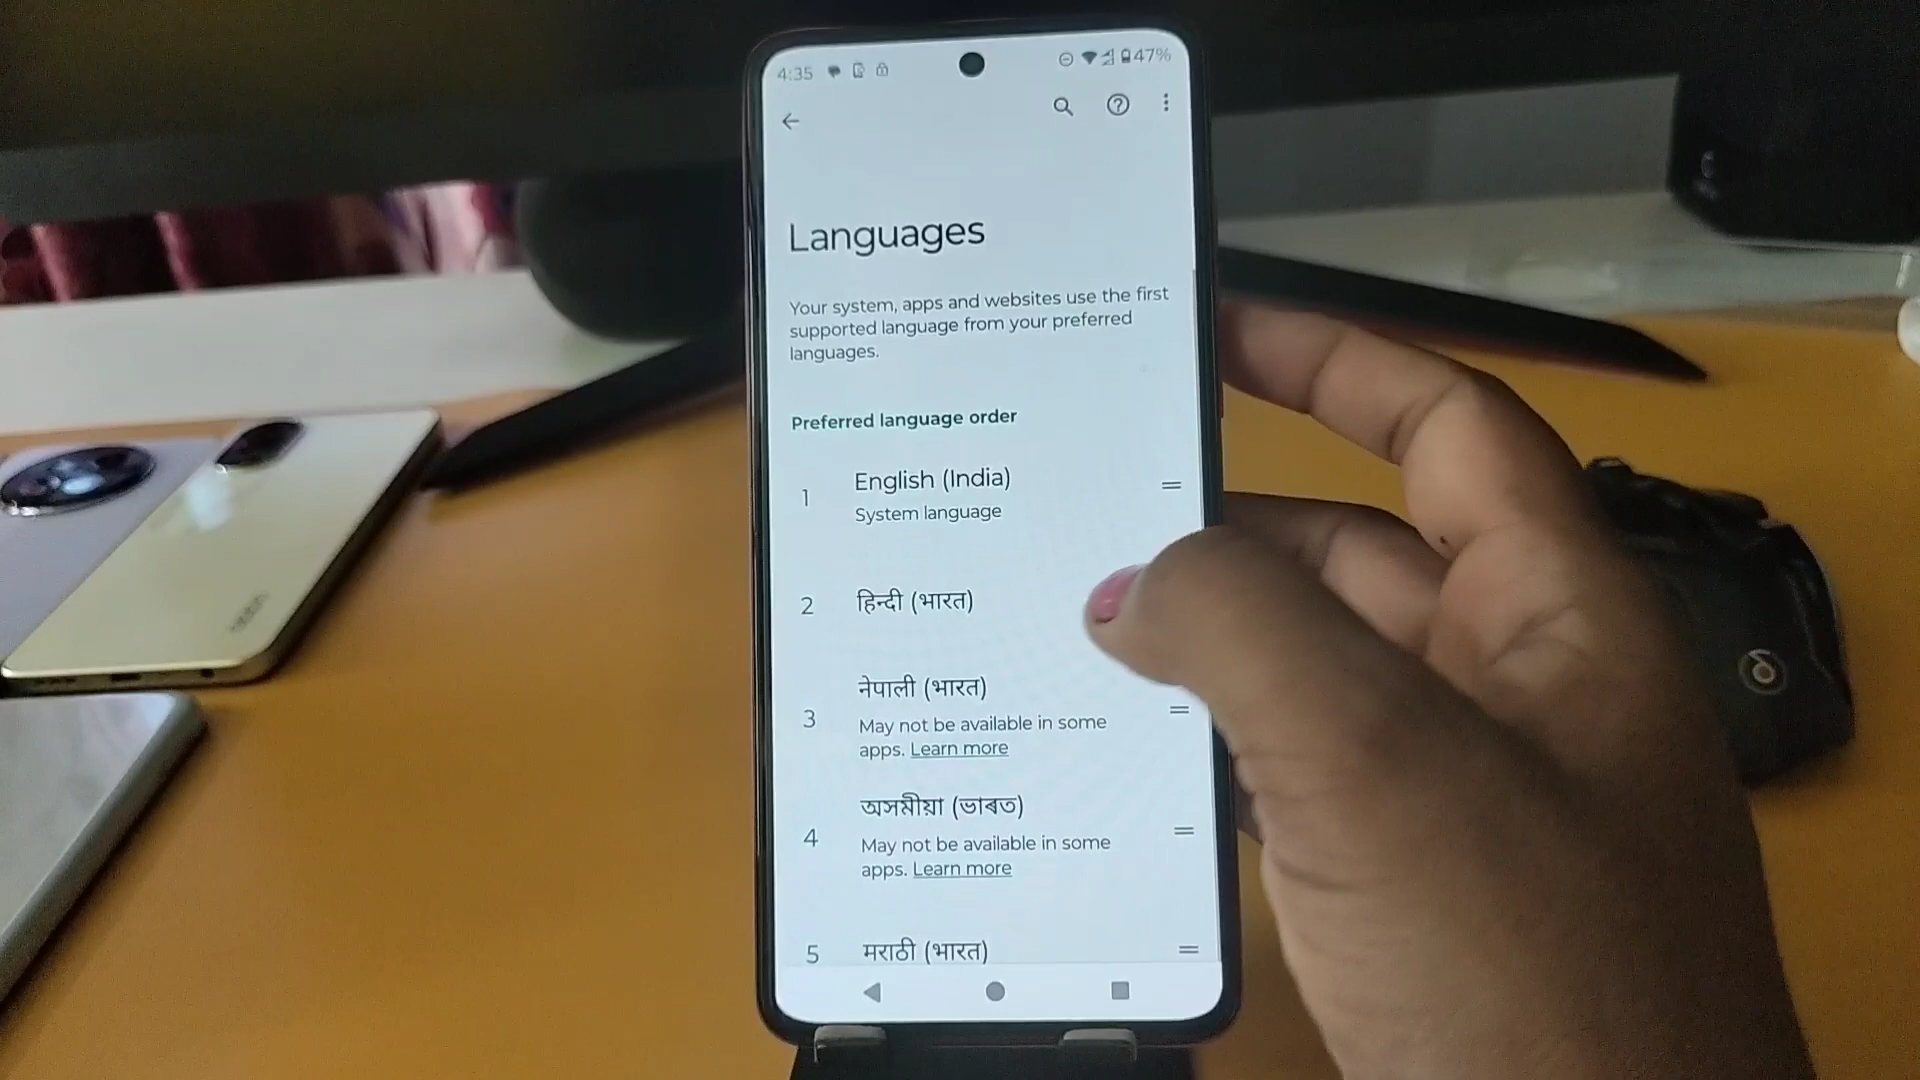 4:35
47%
Languages
Your system, apps and websites use the first
supported language from your preferred
languages.
Preferred language order
1
English (India)
System language
2
हिन्दी (भारत)
3
नेपाली (भारत)
May not be available in some
apps. Learn more
4
অসমীয়া (ভাৰত)
May not be available in some
apps. Learn more
5
मराठी (भारत)